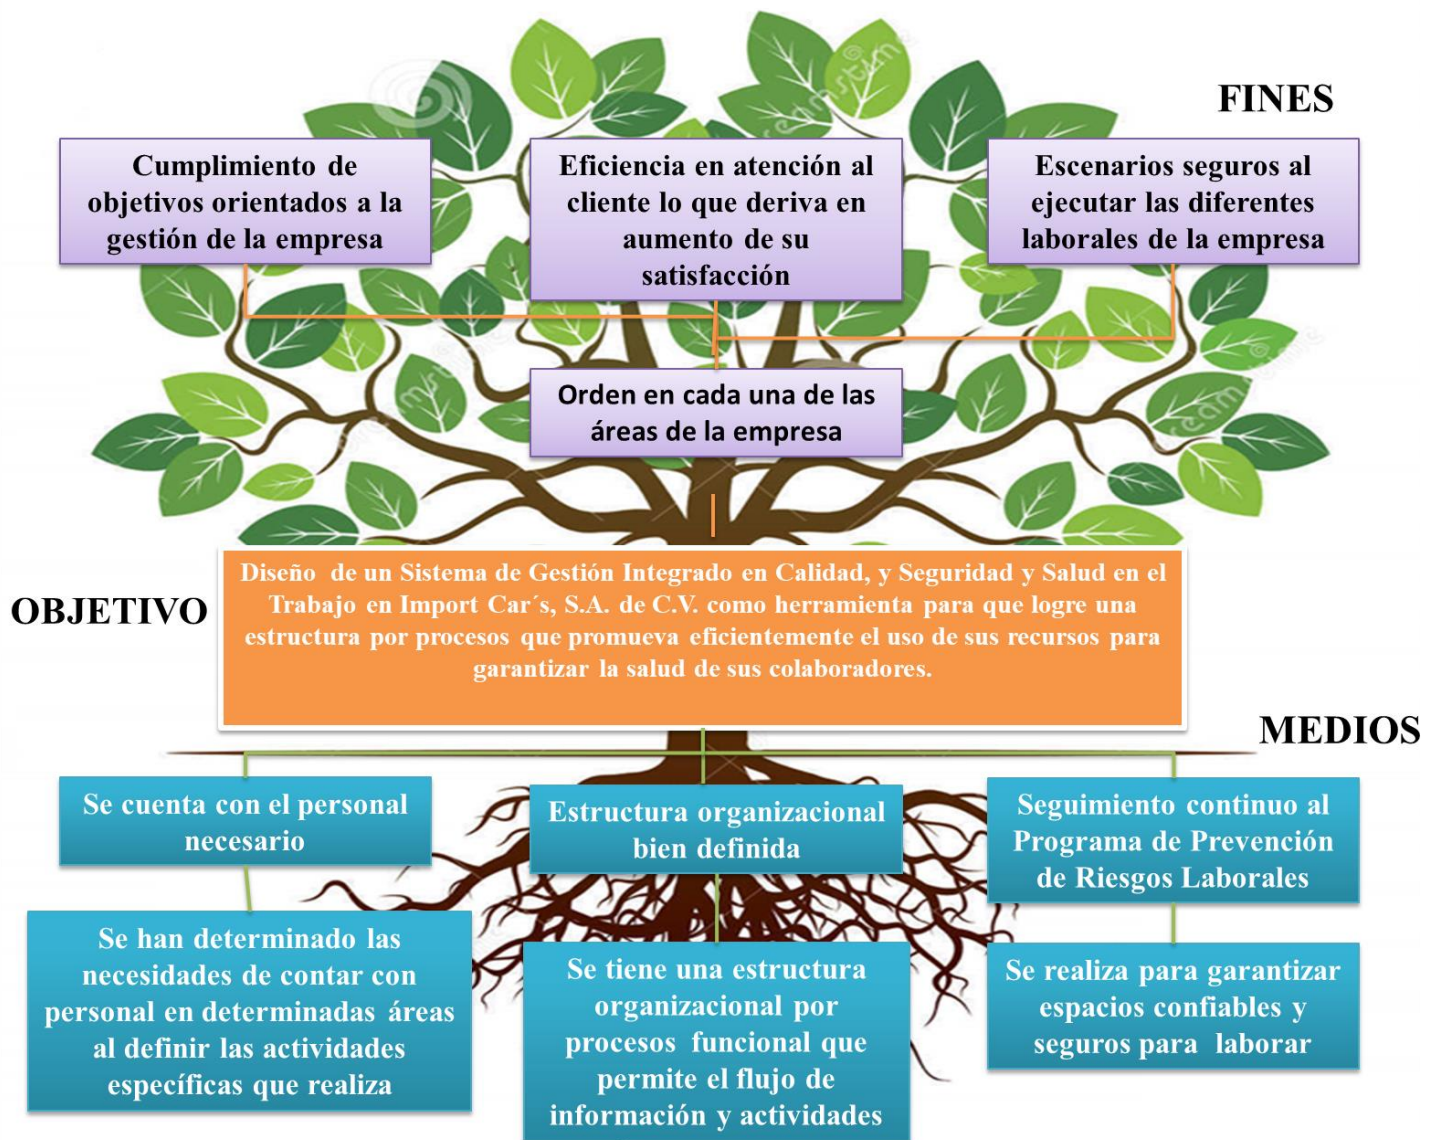 FINES
Cumplimiento de
objetivos orientados a la
gestión de la empresa
Eficiencia en atención al
cliente lo que deriva en
aumento de su
satisfacción
Escenarios seguros al
ejecutar las diferentes
laborales de la empresa
Orden en cada una de las
áreas de la empresa
OBJETIVO
Diseño de un Sistema de Gestión Integrado en Calidad, y Seguridad y Salud en el
Trabajo en Import Car´s, S.A. de C.V. como herramienta para que logre una
estructura por procesos que promueva eficientemente el uso de sus recursos para
garantizar la salud de sus colaboradores.
MEDIOS
Se cuenta con el personal
necesario
Estructura organizacional
bien definida
Seguimiento continuo al
Programa de Prevención
de Riesgos Laborales
Se han determinado las
necesidades de contar con
personal en determinadas áreas
al definir las actividades
específicas que realiza
Se tiene una estructura
organizacional por
procesos funcional que
permite el flujo de
información y actividades
Se realiza para garantizar
espacios confiables y
seguros para laborar